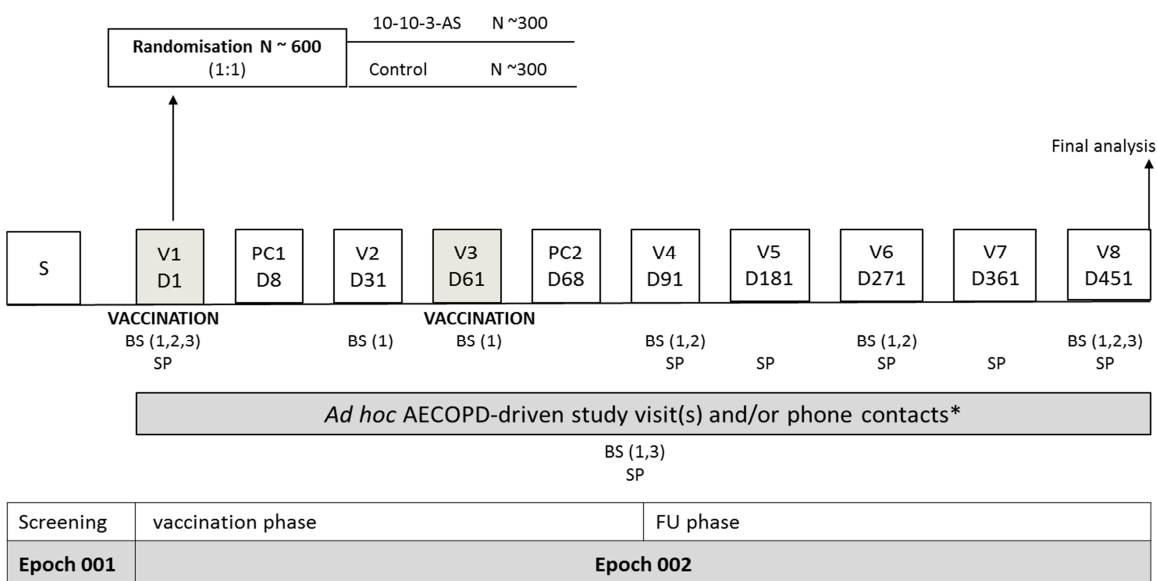 10-10-3-AS N ~300
Randomisation N ~ 600
(1:1)
Control N ~300
Final analysis
S
V1
D1
PC1
D8
V2
D31
V3
D61
PC2
D68
V4
D91
V5
D181
V6
D271
V7
D361
V8
D451
VACCINATION VACCINATION
BS (1,2,3) BS (1) BS (1) BS (1,2) BS (1,2) BS (1,2,3)
SP SP SP SP SP SP
Ad hoc AECOPD-driven study visit(s) and/or phone contacts*
BS (1,3)
SP
Screening vaccination phase FU phase
Epoch 001 Epoch 002